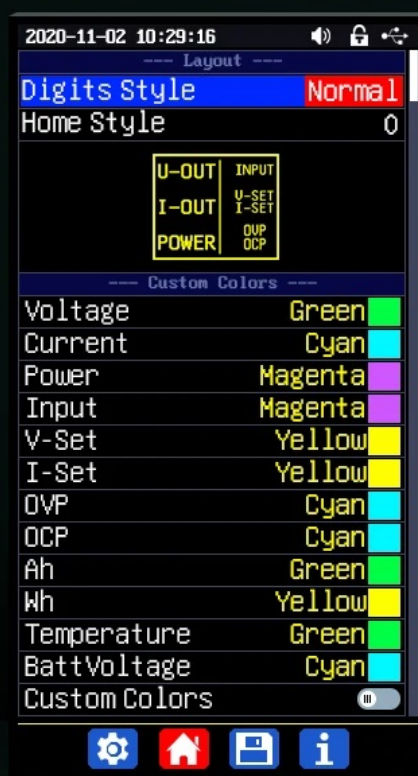 2020-11-02 10:29:16
--- Layout ---
Digits Style Normal
Home Style 0
U-OUT INPUT
I-OUT V-SET
I-SET
POWER OVP
OCP
--- Custom Colors ---
Voltage Green
Current Cyan
Power Magenta
Input Magenta
V-Set Yellow
I-Set Yellow
OVP Cyan
OCP Cyan
Ah Green
Wh Yellow
Temperature Green
BattVoltage Cyan
Custom Colors
i